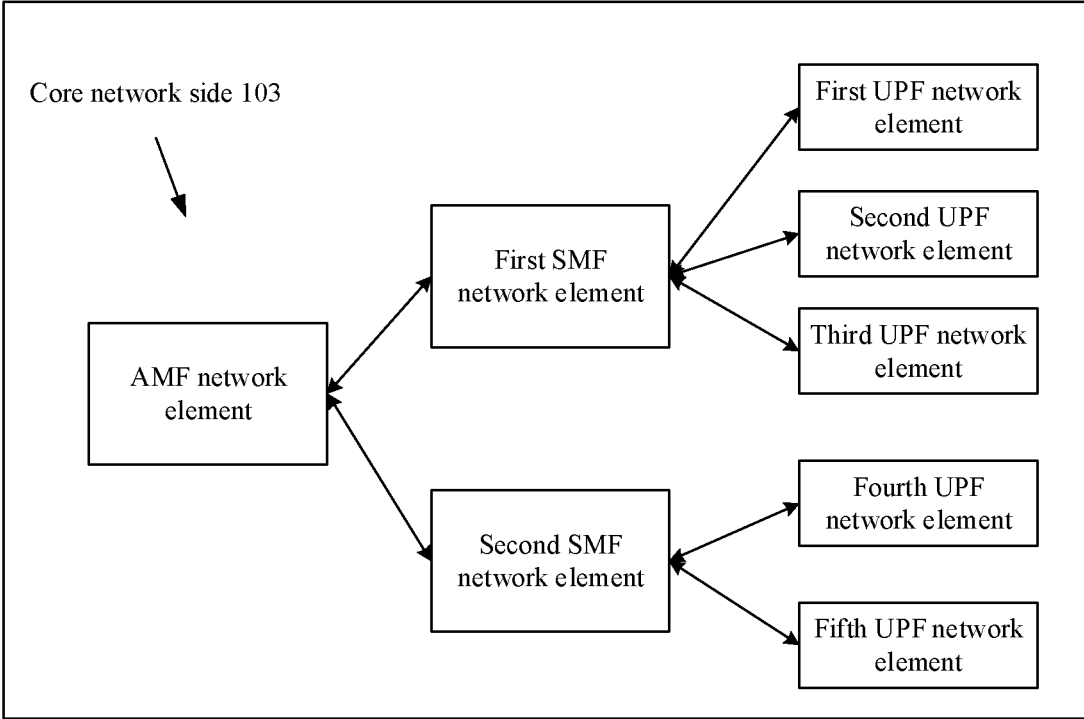 Core network side 103
First UPF network
element
Second UPF
network element
First SMF
network element
Third UPF network
element
AMF network
element
Fourth UPF
network element
Second SMF
network element
Fifth UPF network
element